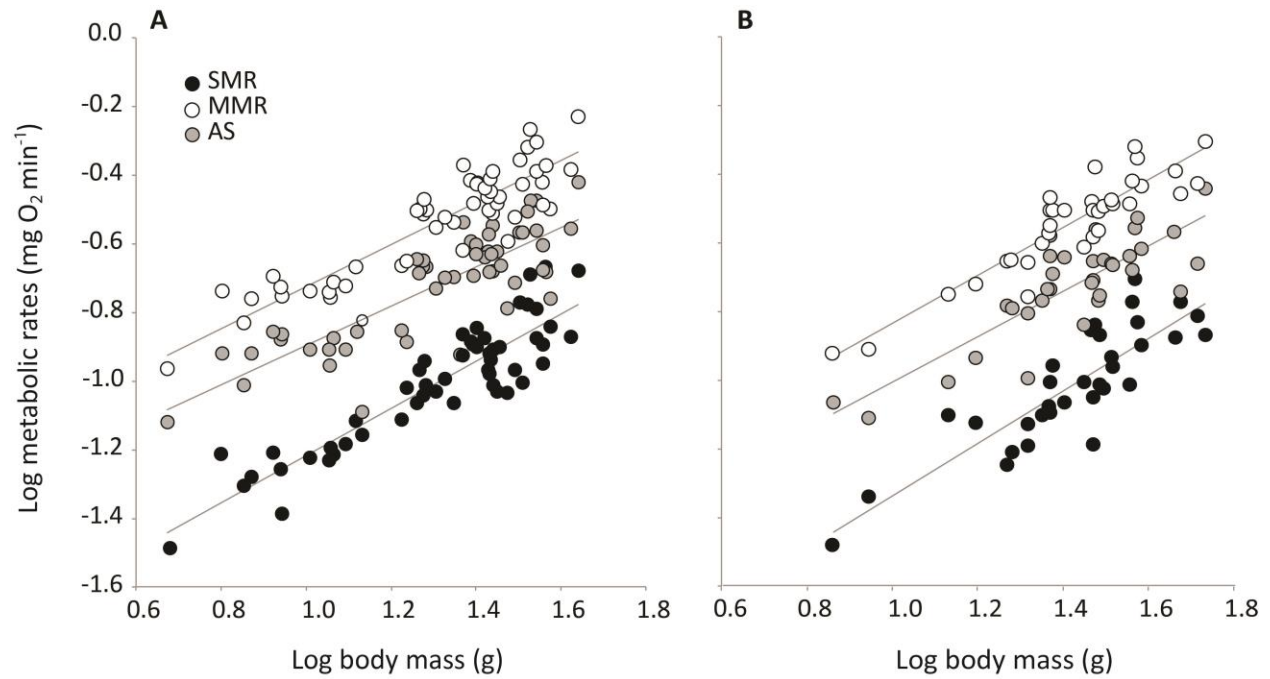 A
B
0.0
-0.2
-0.4
-0.6
-0.8
-1.0
-1.2
-1.4
-1.6
SMR
MMR
AS
Log metabolic rates (mg O₂ min⁻¹)
0.6 0.8 1.0 1.2 1.4 1.6 1.8
0.6 0.8 1.0 1.2 1.4 1.6 1.8
Log body mass (g)
Log body mass (g)